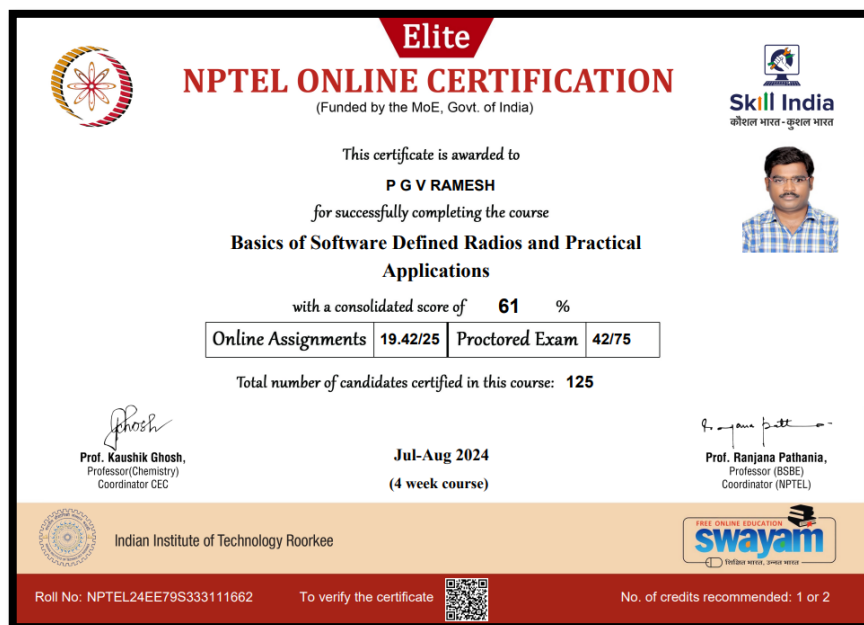 Elite
NPTEL ONLINE CERTIFICATION
(Funded by the MoE, Govt. of India)
Skill India
कौशल भारत-कुशल भारत
This certificate is awarded to
P G V RAMESH
for successfully completing the course
Basics of Software Defined Radios and Practical
Applications
with a consolidated score of 61 %
Online Assignments 19.42/25 Proctored Exam 42/75
Total number of candidates certified in this course: 125
Prof. Kaushik Ghosh,
Professor(Chemistry)
Coordinator CEC
Jul-Aug 2024
(4 week course)
Prof. Ranjana Pathania,
Professor (BSBE)
Coordinator (NPTEL)
Indian Institute of Technology Roorkee
FREE ONLINE EDUCATION
swayam
शिक्षित भारत, उन्नत भारत
Roll No: NPTEL24EE79S333111662 To verify the certificate No. of credits recommended: 1 or 2